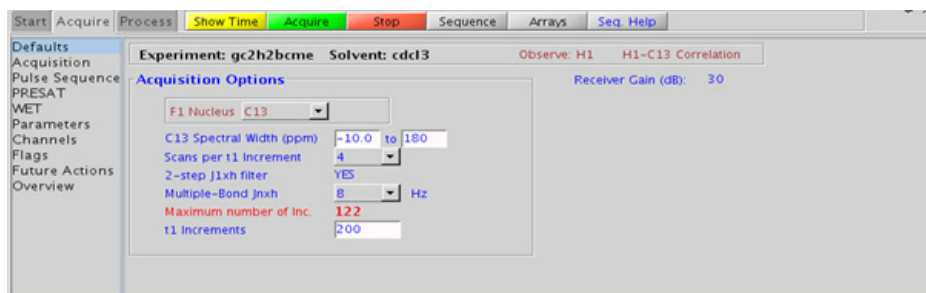 Start Acquire Process Show Time Acquire Stop Sequence Arrays Seq. Help
Defaults
Acquisition
Pulse Sequence
PRESAT
WET
Parameters
Channels
Flags
Future Actions
Overview
Experiment: gc2h2bcme Solvent: cdcl3 Observe: H1 H1-C13 Correlation
Acquisition Options Receiver Gain (dB): 30
F1 Nucleus C13
C13 Spectral Width (ppm) -10.0 to 180
Scans per t1 Increment 4
2-step J1xh filter YES
Multiple-Bond Jnxh 8 Hz
Maximum number of Inc. 122
t1 Increments 200